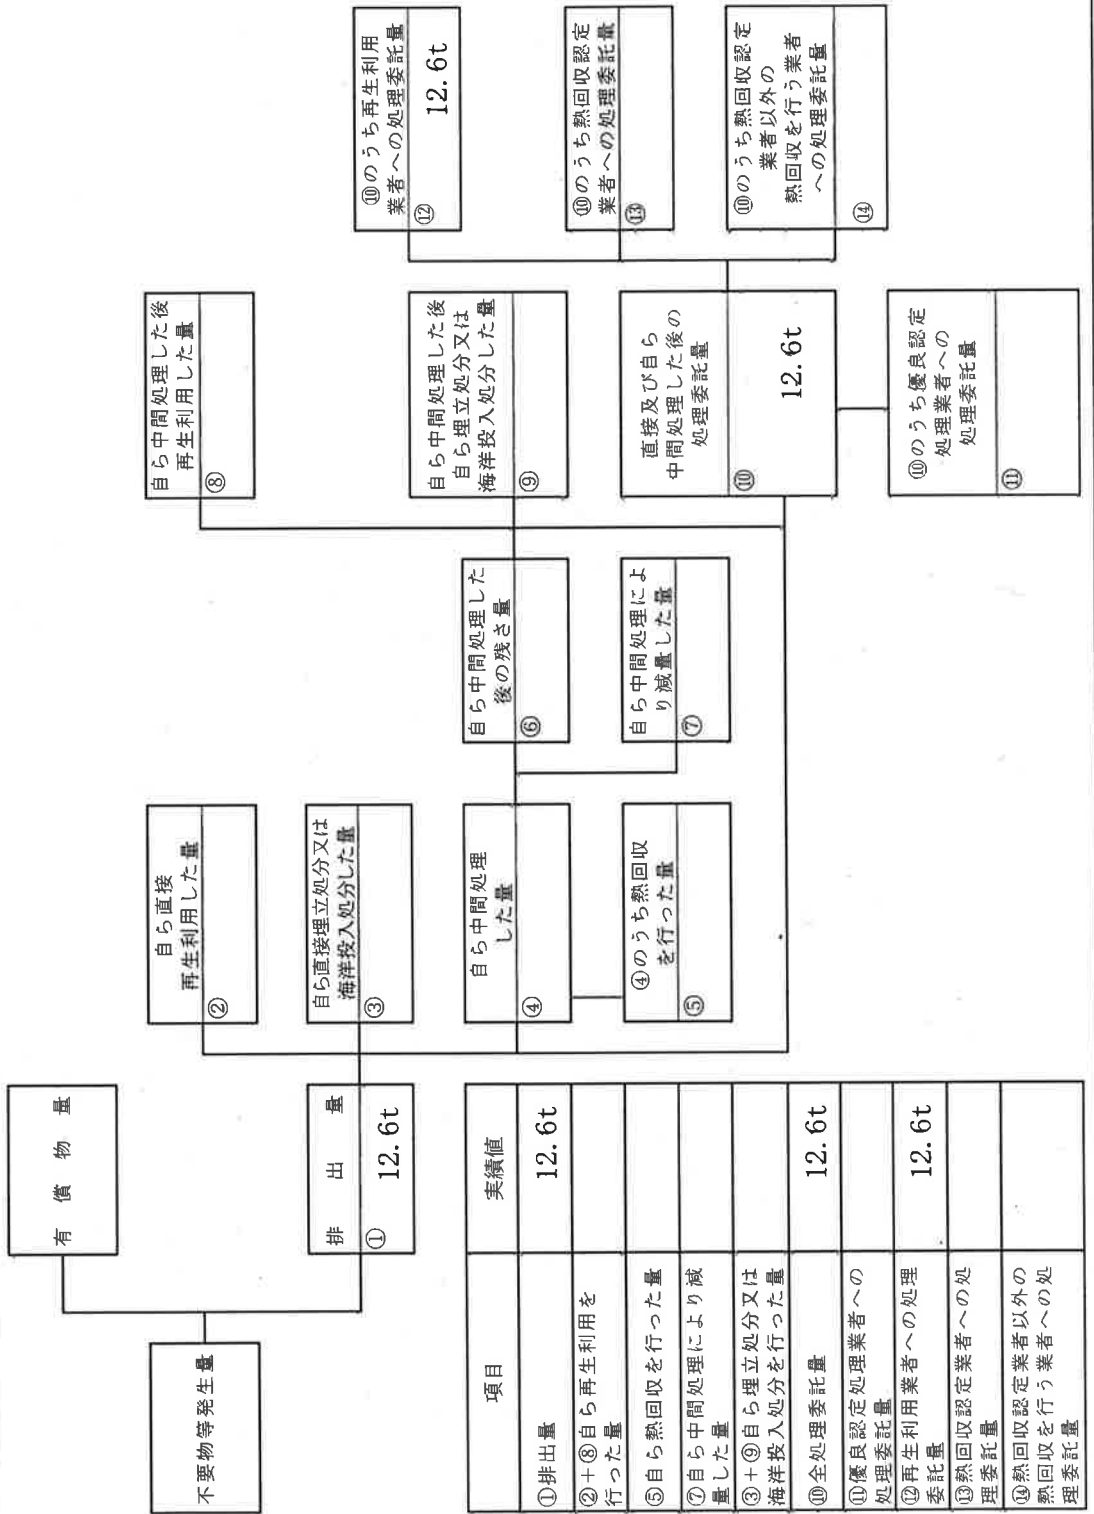 不要物等発生量
有償物量
排出量
①
12.6t
自ら直接
再生利用した量
②
自ら直接埋立処分又は
海洋投入処分した量
③
自ら中間処理
した量
④
④のうち熱回収
を行った量
⑤
自ら中間処理した
後の残さ量
⑥
自ら中間処理によ
り減量した量
⑦
自ら中間処理した後
再生利用した量
⑧
自ら中間処理した後
自ら埋立処分又は
海洋投入処分した量
⑨
直接及び自ら
中間処理した後の
処理委託量
⑩
12.6t
⑩のうち優良認定
処理業者への
処理委託量
⑪
⑩のうち再生利用
業者への処理委託量
⑫
12.6t
⑩のうち熱回収認定
業者への処理委託量
⑬
⑩のうち熱回収認定
業者以外の
熱回収を行う業者
への処理委託量
⑭
項目 実績値
①排出量 12.6t
②+⑧自ら再生利用を
行った量
⑤自ら熱回収を行った量
⑦自ら中間処理により減
量した量
③+⑨自ら埋立処分又は
海洋投入処分を行った量
⑩全処理委託量 12.6t
⑪優良認定処理業者への
処理委託量
⑫再生利用業者への処理
委託量 12.6t
⑬熱回収認定業者への処
理委託量
⑭熱回収認定業者以外の
熱回収を行う業者への処
理委託量